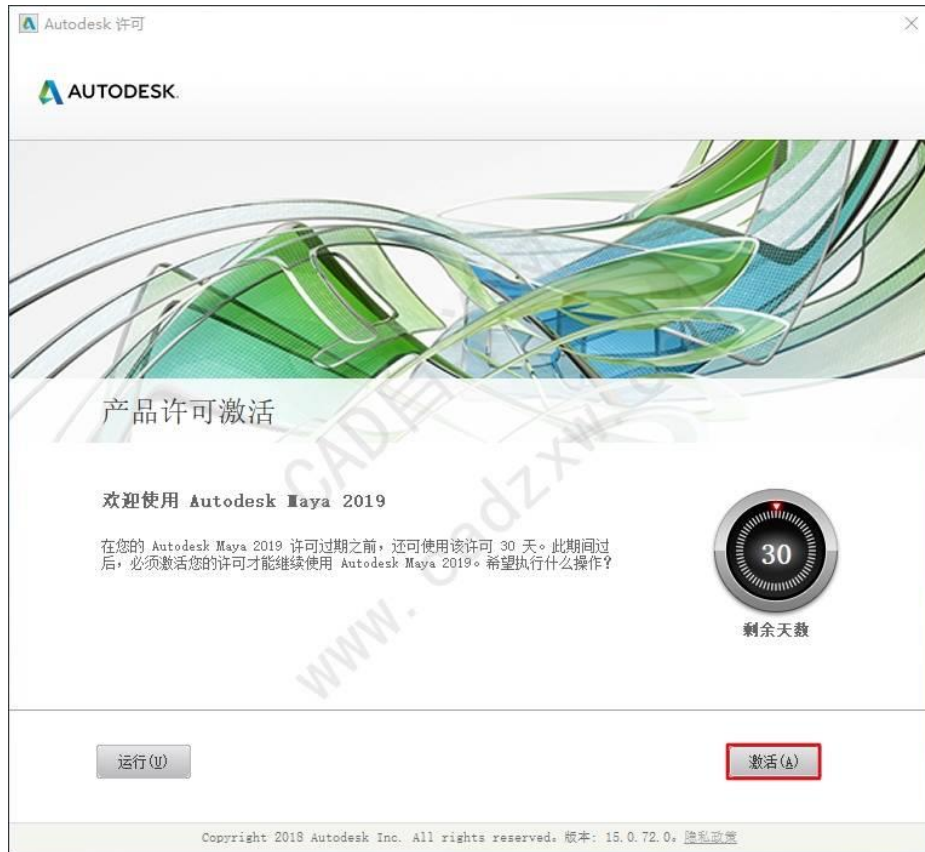 Autodesk 许可
AUTODESK.
产品许可激活
欢迎使用 Autodesk Maya 2019
在您的 Autodesk Maya 2019 许可过期之前，还可使用该许可 30 天。此期间过
后，必须激活您的许可才能继续使用 Autodesk Maya 2019。希望执行什么操作？
30
剩余天数
运行(U)
激活(A)
Copyright 2018 Autodesk Inc. All rights reserved。版本: 15.0.72.0。隐私政策